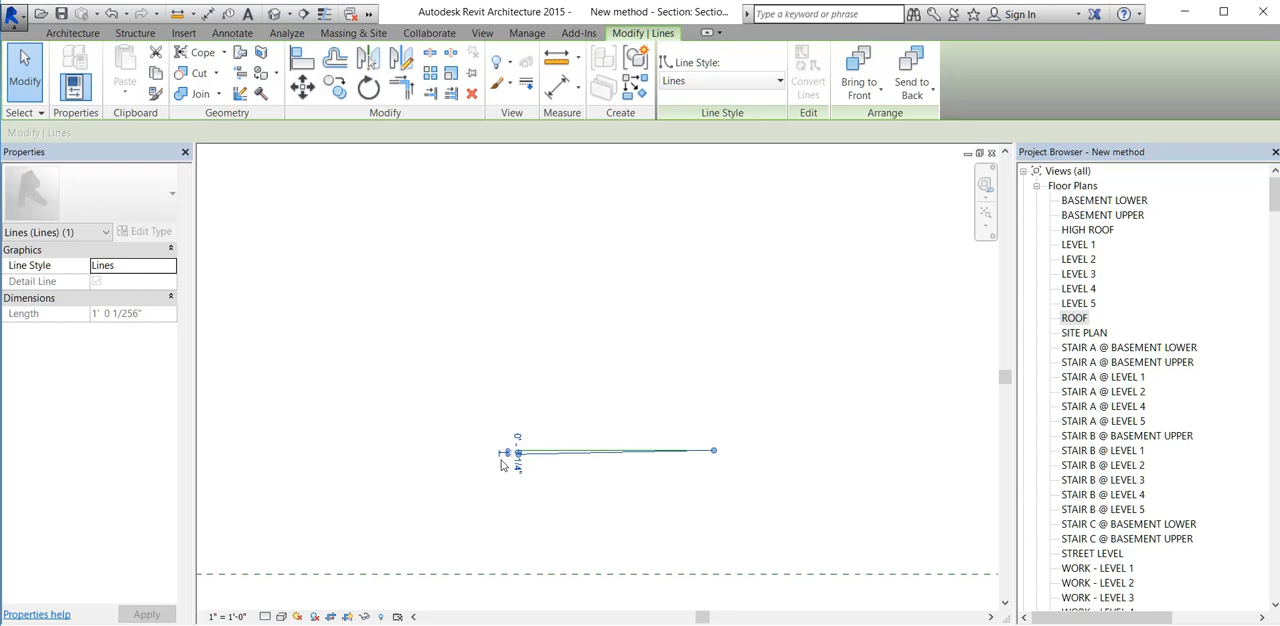 Autodesk Revit Architecture 2015 - New method - Section: Sectio...
Type a keyword or phrase
Sign In
Architecture Structure Insert Annotate Analyze Massing & Site Collaborate View Manage Add-Ins Modify | Lines
Modify
Paste
Cope
Cut
Join
Line Style:
Lines
Convert Lines
Bring to Front
Send to Back
Select Properties Clipboard Geometry Modify View Measure Create Line Style Edit Arrange
Modify | Lines
Properties
Lines (Lines) (1)
Edit Type
Graphics
Line Style Lines
Detail Line
Dimensions
Length 1' 0 1/256"
Properties help
Apply
1" = 1'-0"
Project Browser - New method
Views (all)
Floor Plans
BASEMENT LOWER
BASEMENT UPPER
HIGH ROOF
LEVEL 1
LEVEL 2
LEVEL 3
LEVEL 4
LEVEL 5
ROOF
SITE PLAN
STAIR A @ BASEMENT LOWER
STAIR A @ BASEMENT UPPER
STAIR A @ LEVEL 1
STAIR A @ LEVEL 2
STAIR A @ LEVEL 4
STAIR A @ LEVEL 5
STAIR B @ BASEMENT UPPER
STAIR B @ LEVEL 1
STAIR B @ LEVEL 2
STAIR B @ LEVEL 3
STAIR B @ LEVEL 4
STAIR B @ LEVEL 5
STAIR C @ BASEMENT LOWER
STAIR C @ BASEMENT UPPER
STREET LEVEL
WORK - LEVEL 1
WORK - LEVEL 2
WORK - LEVEL 3